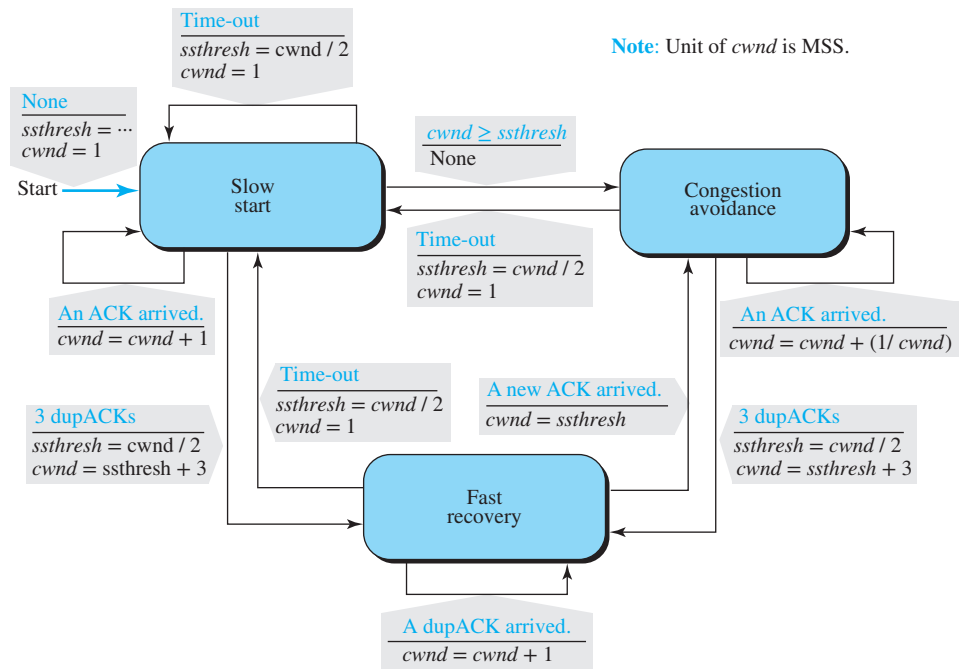 Time-out
ssthresh = cwnd / 2
cwnd = 1
Note: Unit of cwnd is MSS.
None
ssthresh = ···
cwnd = 1
Start
cwnd ≥ ssthresh
None
Slow
start
Congestion
avoidance
Time-out
ssthresh = cwnd / 2
cwnd = 1
An ACK arrived.
cwnd = cwnd + 1
An ACK arrived.
cwnd = cwnd + (1/ cwnd)
Time-out
ssthresh = cwnd / 2
cwnd = 1
A new ACK arrived.
cwnd = ssthresh
3 dupACKs
ssthresh = cwnd / 2
cwnd = ssthresh + 3
3 dupACKs
ssthresh = cwnd / 2
cwnd = ssthresh + 3
Fast
recovery
A dupACK arrived.
cwnd = cwnd + 1